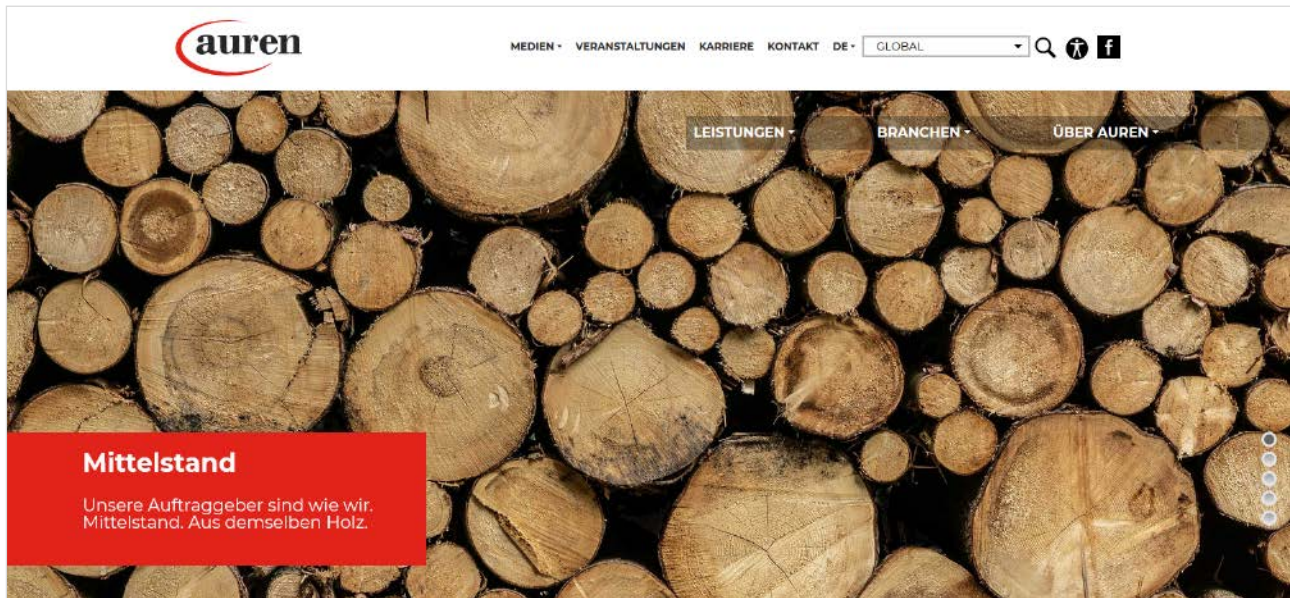 auren
MEDIEN VERANSTALTUNGEN KARRIERE KONTAKT DE GLOBAL f
LEISTUNGEN BRANCHEN ÜBER AUREN
Mittelstand
Unsere Auftraggeber sind wie wir.
Mittelstand. Aus demselben Holz.